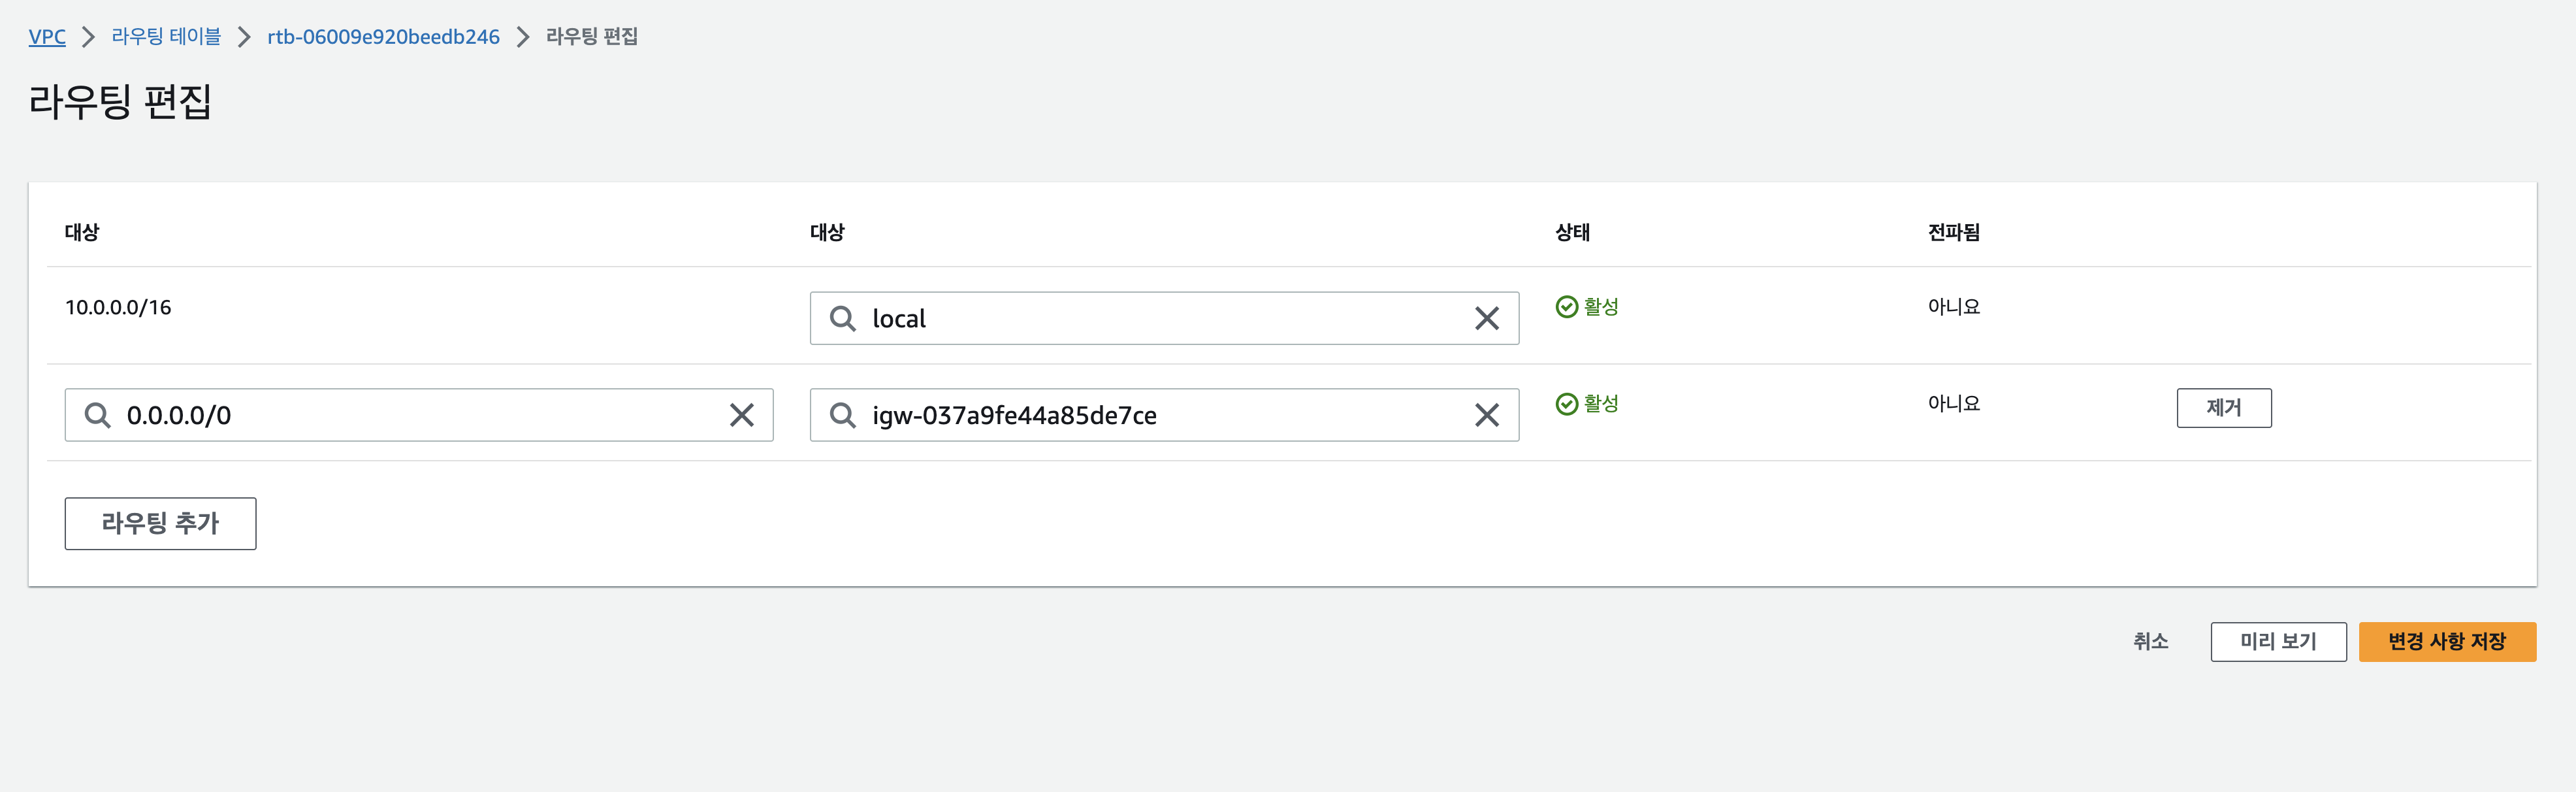 VPC > 라우팅 테이블 > rtb-06009e920beedb246 > 라우팅 편집
라우팅 편집
대상 대상 상태 전파됨
10.0.0.0/16 local 활성 아니요
0.0.0.0/0 igw-037a9fe44a85de7ce 활성 아니요 제거
라우팅 추가
취소 미리 보기 변경 사항 저장